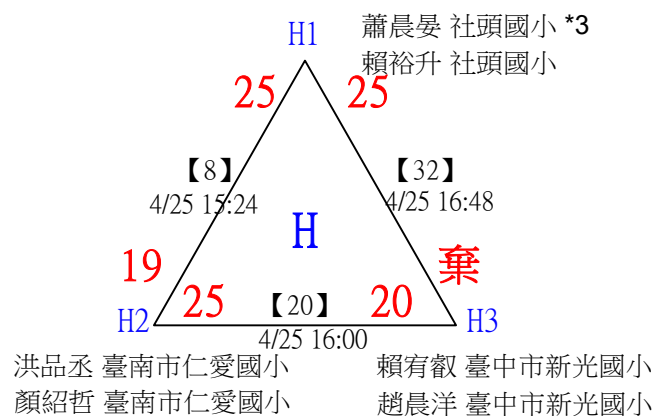 H1
蕭晨晏 社頭國小 *3
賴裕升 社頭國小
25
25
【8】
4/25 15:24
【32】
4/25 16:48
H
19
棄
25
【20】
20
H2
H3
4/25 16:00
洪品丞 臺南市仁愛國小
賴宥叡 臺中市新光國小
顏紹哲 臺南市仁愛國小
趙晨洋 臺中市新光國小